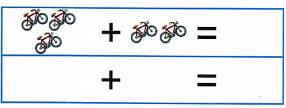 + =
+ =